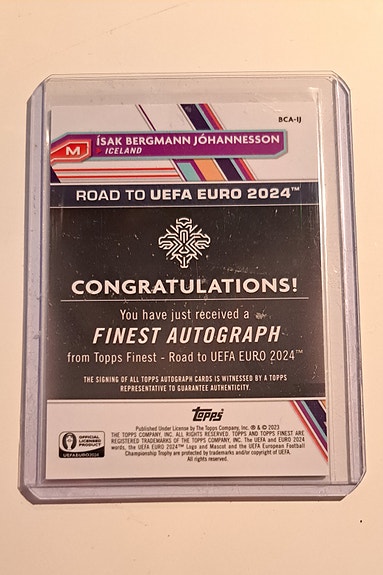 BCA-IJ
ÍSAK BERGMANN JÓHANNESSON
M
ICELAND
ROAD TO UEFA EURO 2024™
CONGRATULATIONS!
You have just received a
FINEST AUTOGRAPH
from Topps Finest - Road to UEFA EURO 2024™
THE SIGNING OF ALL TOPPS AUTOGRAPH CARDS IS WITNESSED BY A TOPPS
REPRESENTATIVE TO GUARANTEE AUTHENTICITY.
Topps®
OFFICIAL
LICENSED
PRODUCT
UEFA EURO2024
Published Under License by The Topps Company, Inc. ® & © 2023
THE TOPPS COMPANY, INC. ALL RIGHTS RESERVED. TOPPS AND TOPPS FINEST ARE
REGISTERED TRADEMARKS OF THE TOPPS COMPANY, INC. The UEFA and EURO 2024
words, the UEFA EURO 2024™ Logo and Mascot and the UEFA European Football
Championship Trophy are protected by trademarks and/or copyright of UEFA.
All rights reserved.